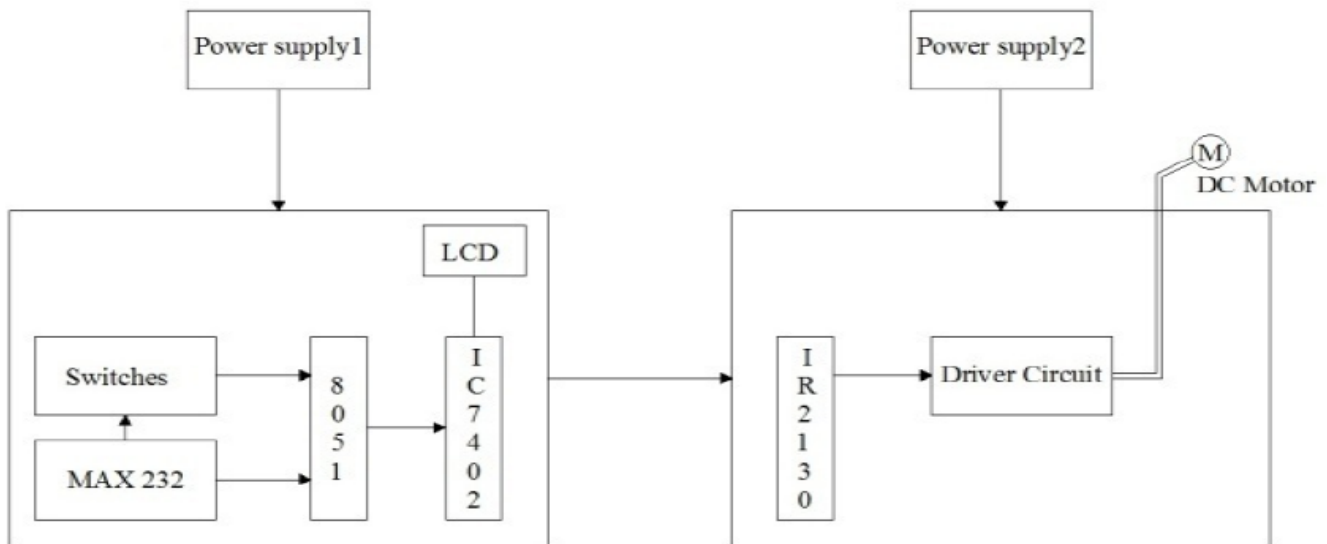 Power supply1
Power supply2
M
DC Motor
LCD
Switches
MAX 232
8
0
5
1
I
C
7
4
0
2
I
R
2
1
3
0
Driver Circuit